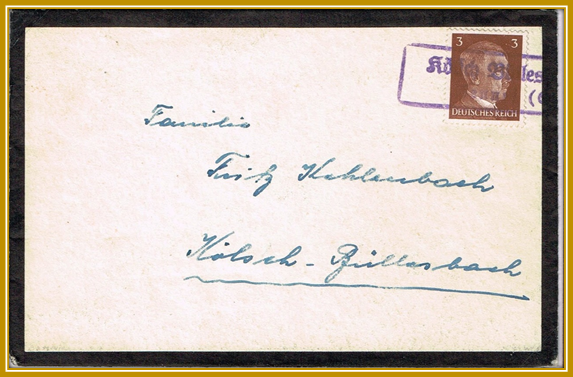 3 3
DEUTSCHES REICH
Familie
Fritz Kohlenbach
Kölsch-Büllesbach